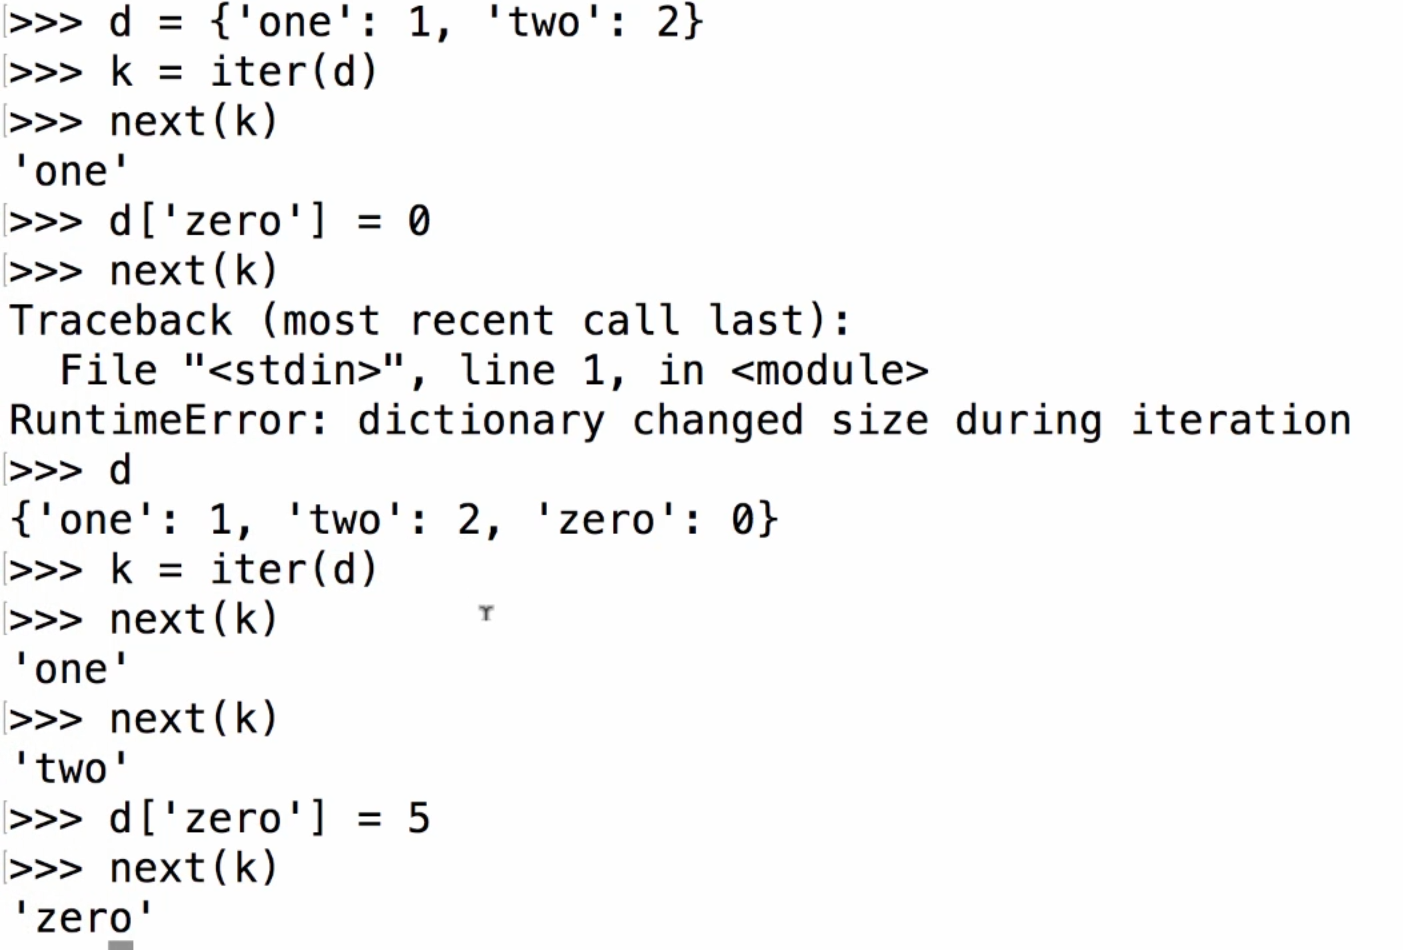 >>> d = {'one': 1, 'two': 2}
>>> k = iter(d)
>>> next(k)
'one'
>>> d['zero'] = 0
>>> next(k)
Traceback (most recent call last):
  File "<stdin>", line 1, in <module>
RuntimeError: dictionary changed size during iteration
>>> d
{'one': 1, 'two': 2, 'zero': 0}
>>> k = iter(d)
>>> next(k)
'one'
>>> next(k)
'two'
>>> d['zero'] = 5
>>> next(k)
'zero'